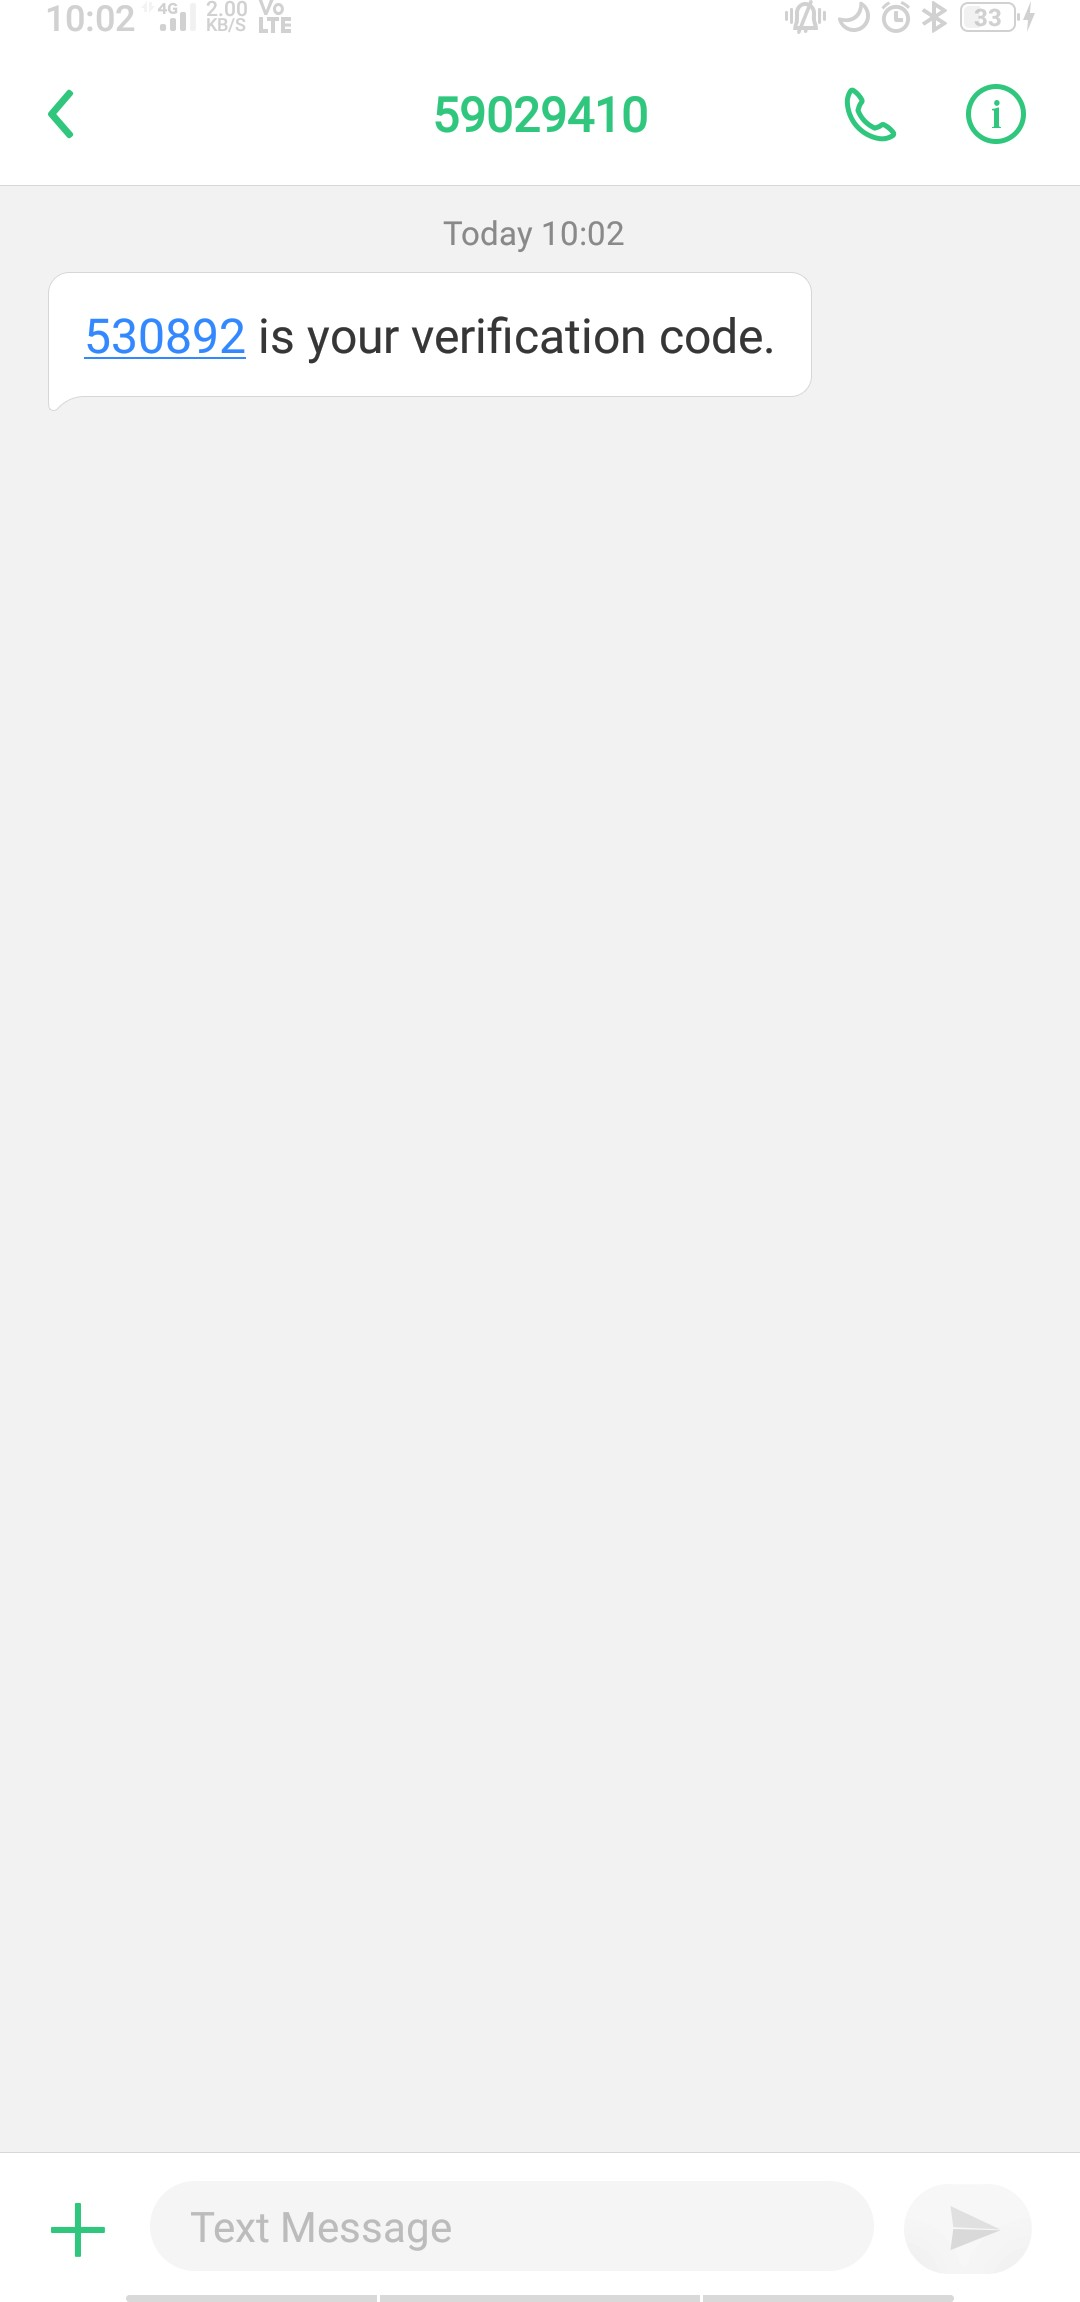 10:02 4G 2.00 KB/S Vo LTE 33
59029410
Today 10:02
530892 is your verification code.
Text Message